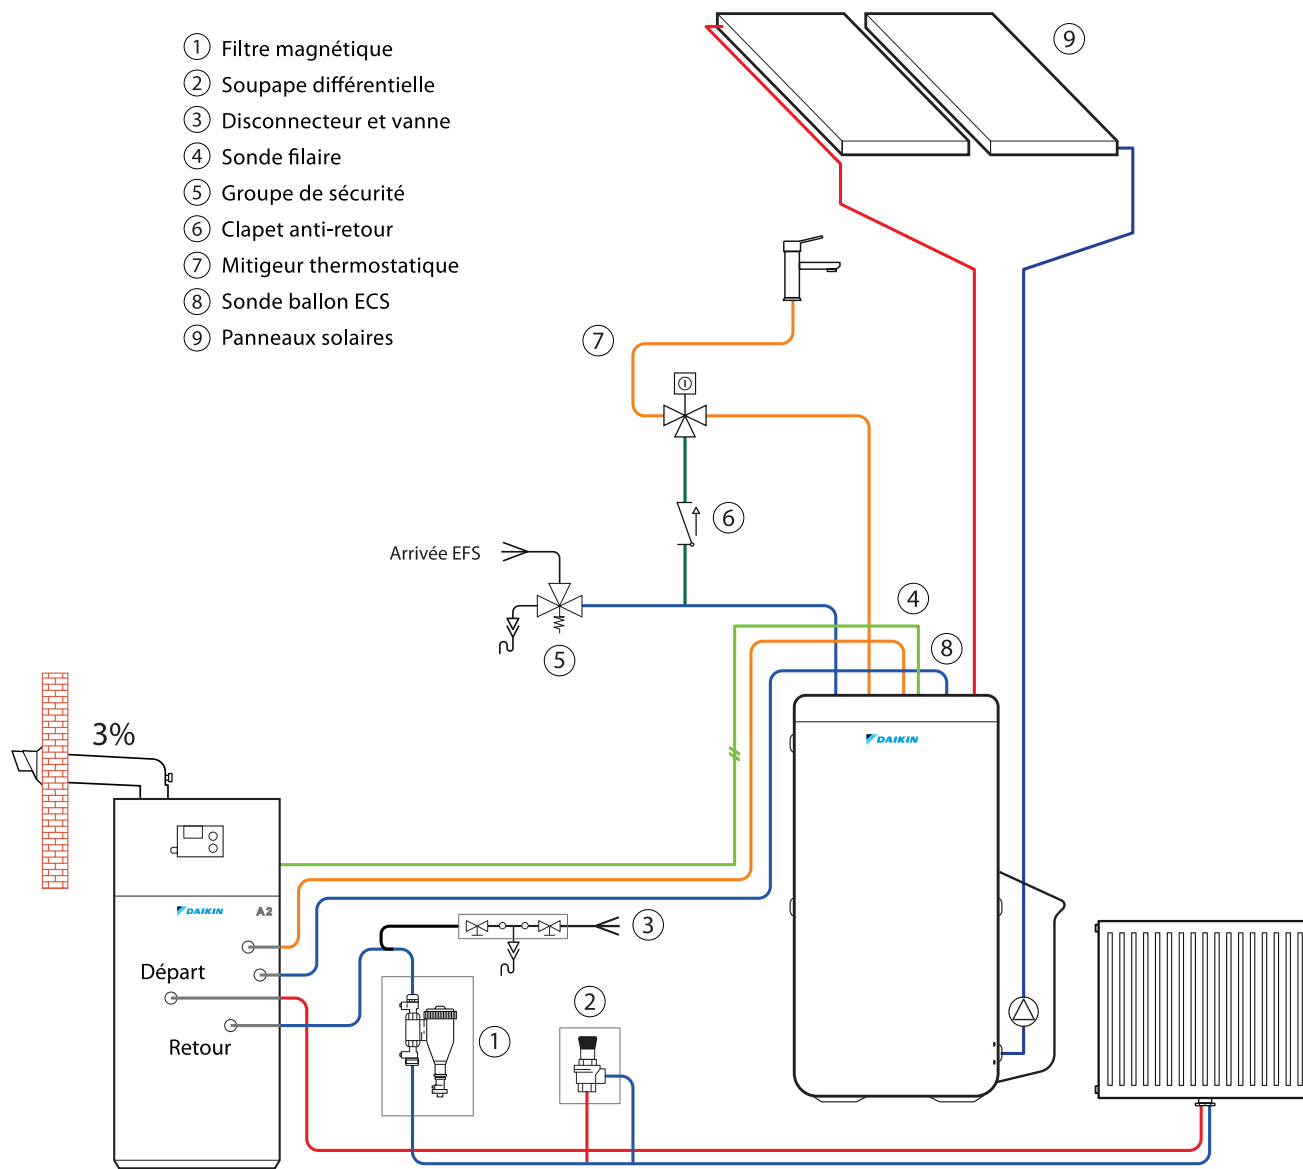 1 Filtre magnétique
2 Soupape différentielle
3 Disconnecteur et vanne
4 Sonde filaire
5 Groupe de sécurité
6 Clapet anti-retour
7 Mitigeur thermostatique
8 Sonde ballon ECS
9 Panneaux solaires
9
7
6
Arrivée EFS
4
5
8
3%
DAIKIN
DAIKIN A2
3
Départ
2
1
Retour